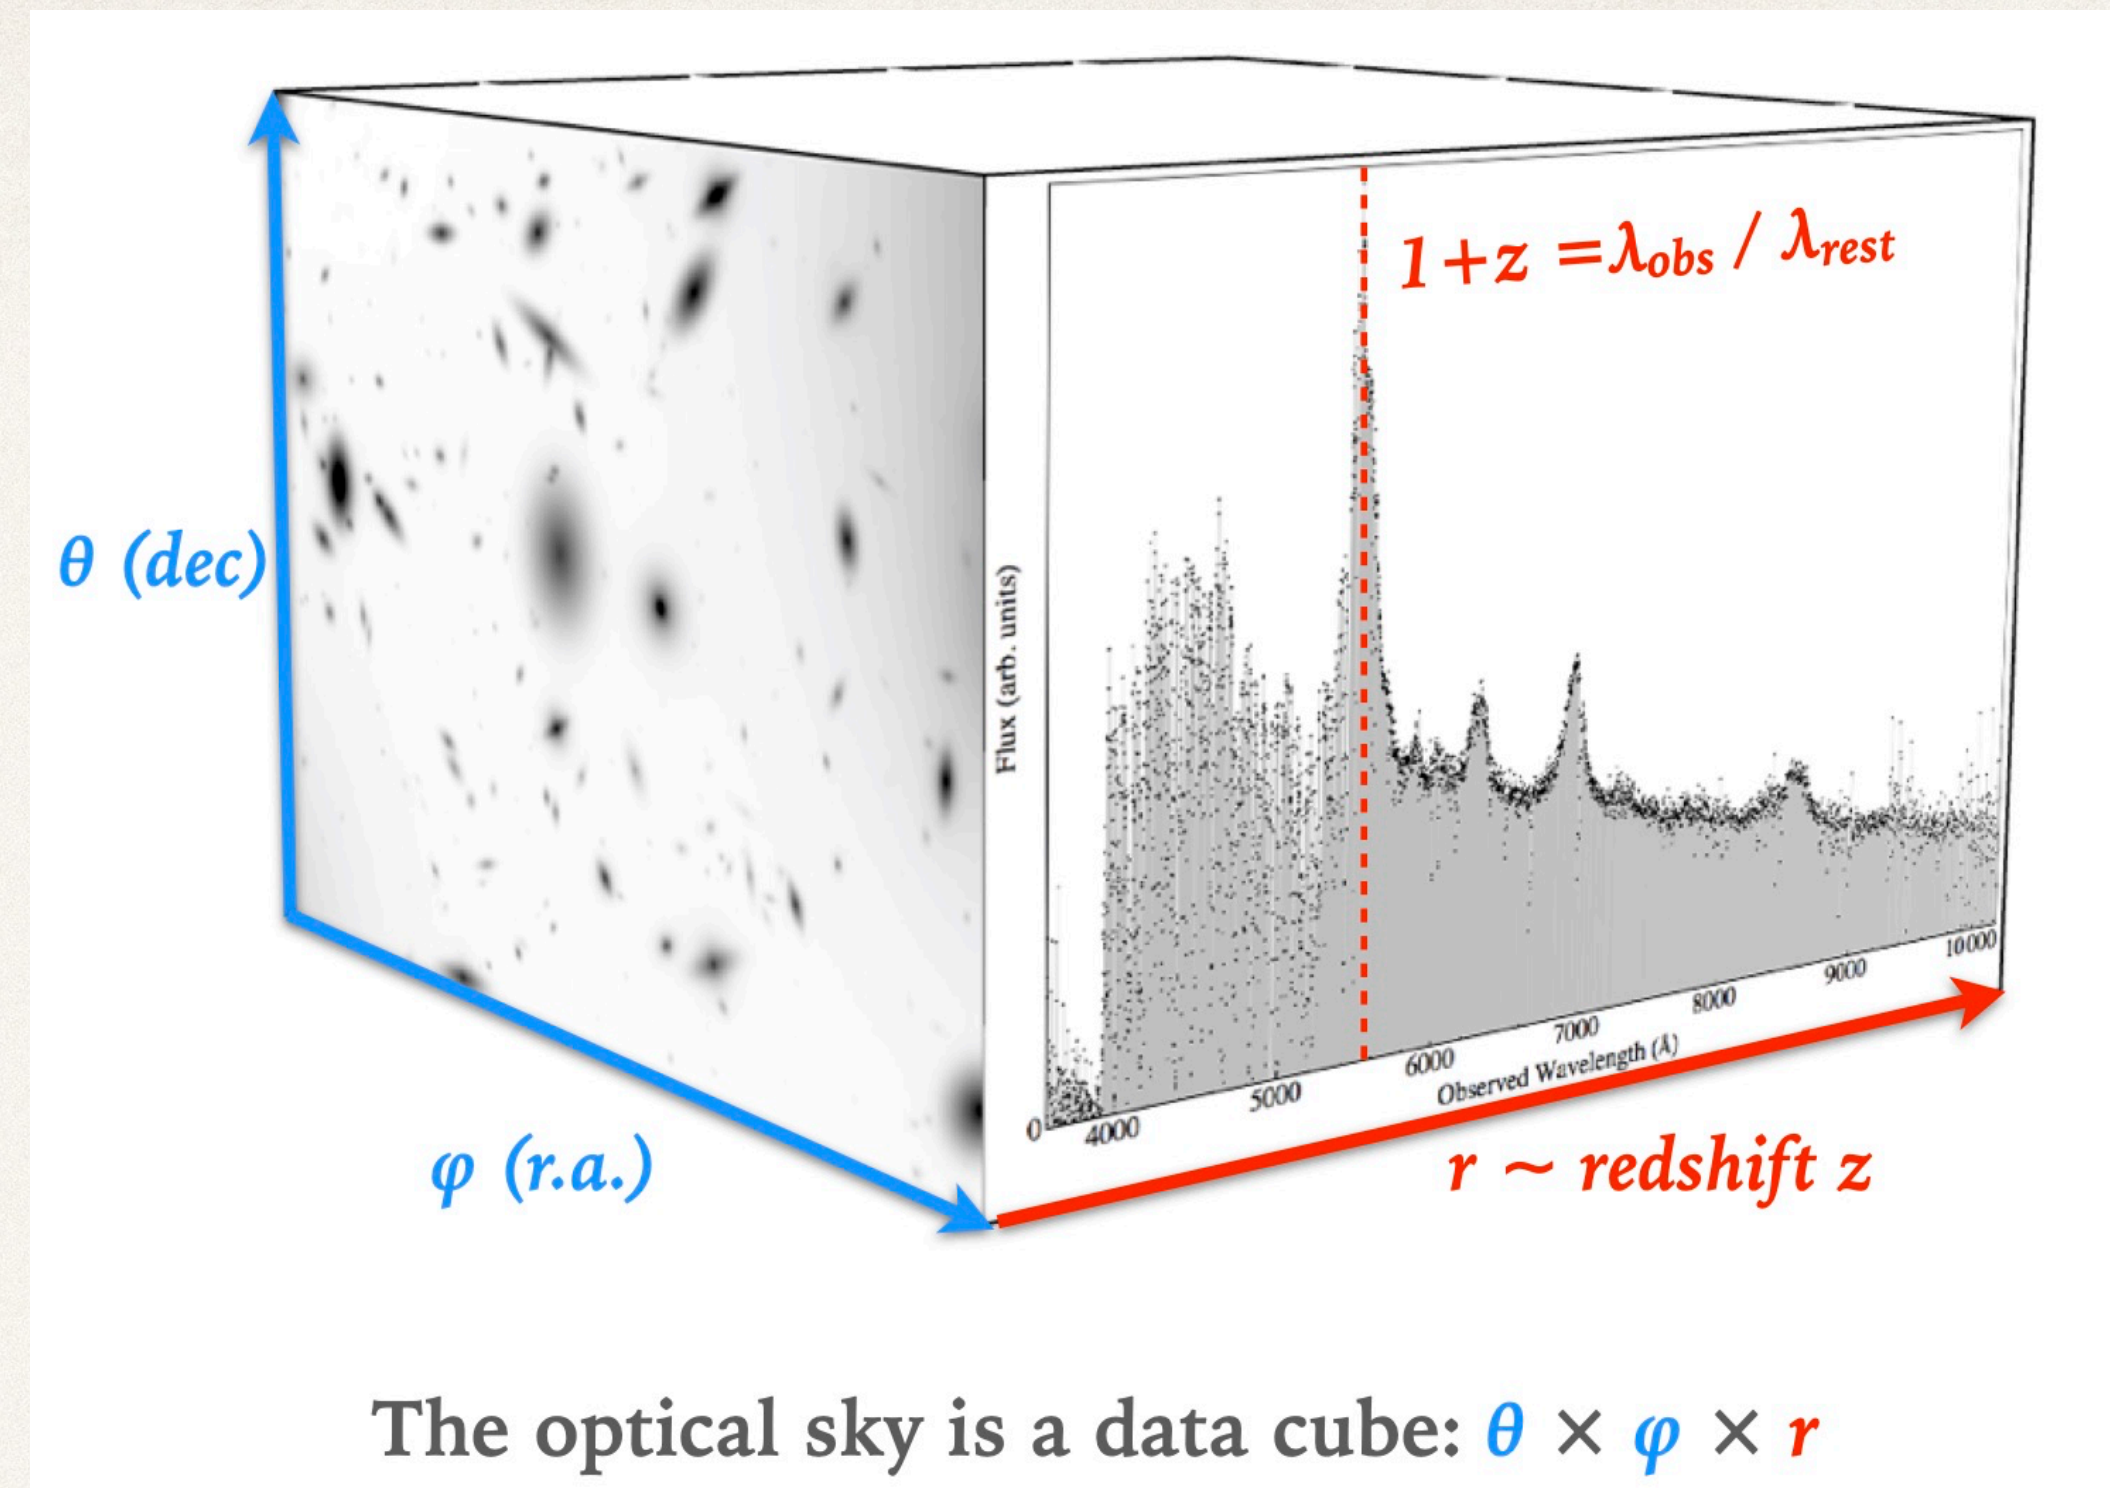 1+z =λobs / λrest
θ (dec)
Flux (arb. units)
0
4000
5000
6000
7000
8000
9000
10000
Observed Wavelength (Å)
φ (r.a.)
r ~ redshift z
The optical sky is a data cube: θ × φ × r